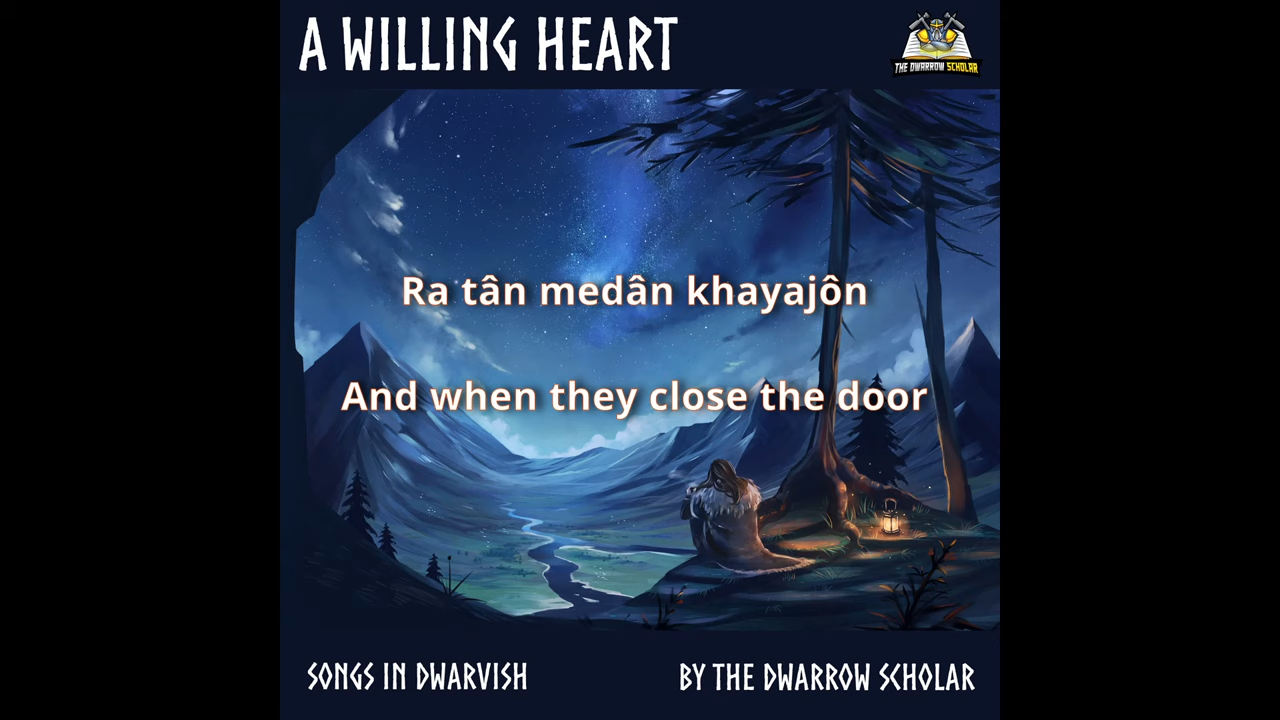 A WILLING HEART
THE DWARROW SCHOLAR
Ra tân medân khayajôn
And when they close the door
SONGS IN DWARVISH
BY THE DWARROW SCHOLAR